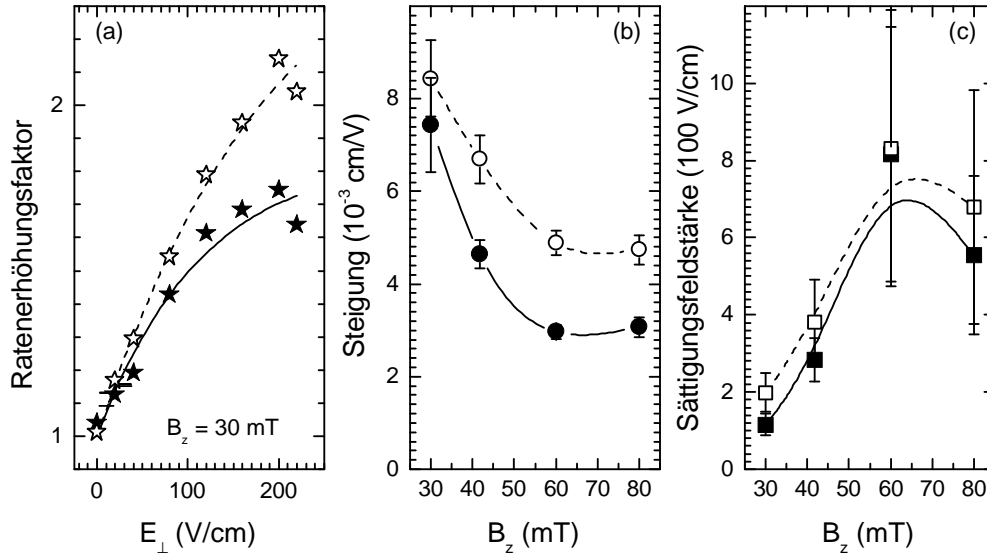 (a)
Ratenerhöhungsfaktor
2
1
B_z = 30 mT
0 100 200
E_⊥ (V/cm)
(b)
Steigung (10^-3 cm/V)
8
6
4
2
0
30 40 50 60 70 80
B_z (mT)
(c)
Sättigungsfeldstärke (100 V/cm)
10
8
6
4
2
0
30 40 50 60 70 80
B_z (mT)